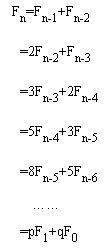 Fn=Fn-1+Fn-2
=2Fn-2+Fn-3
=3Fn-3+2Fn-4
=5Fn-4+3Fn-5
=8Fn-5+5Fn-6
……
=pF1+qF0